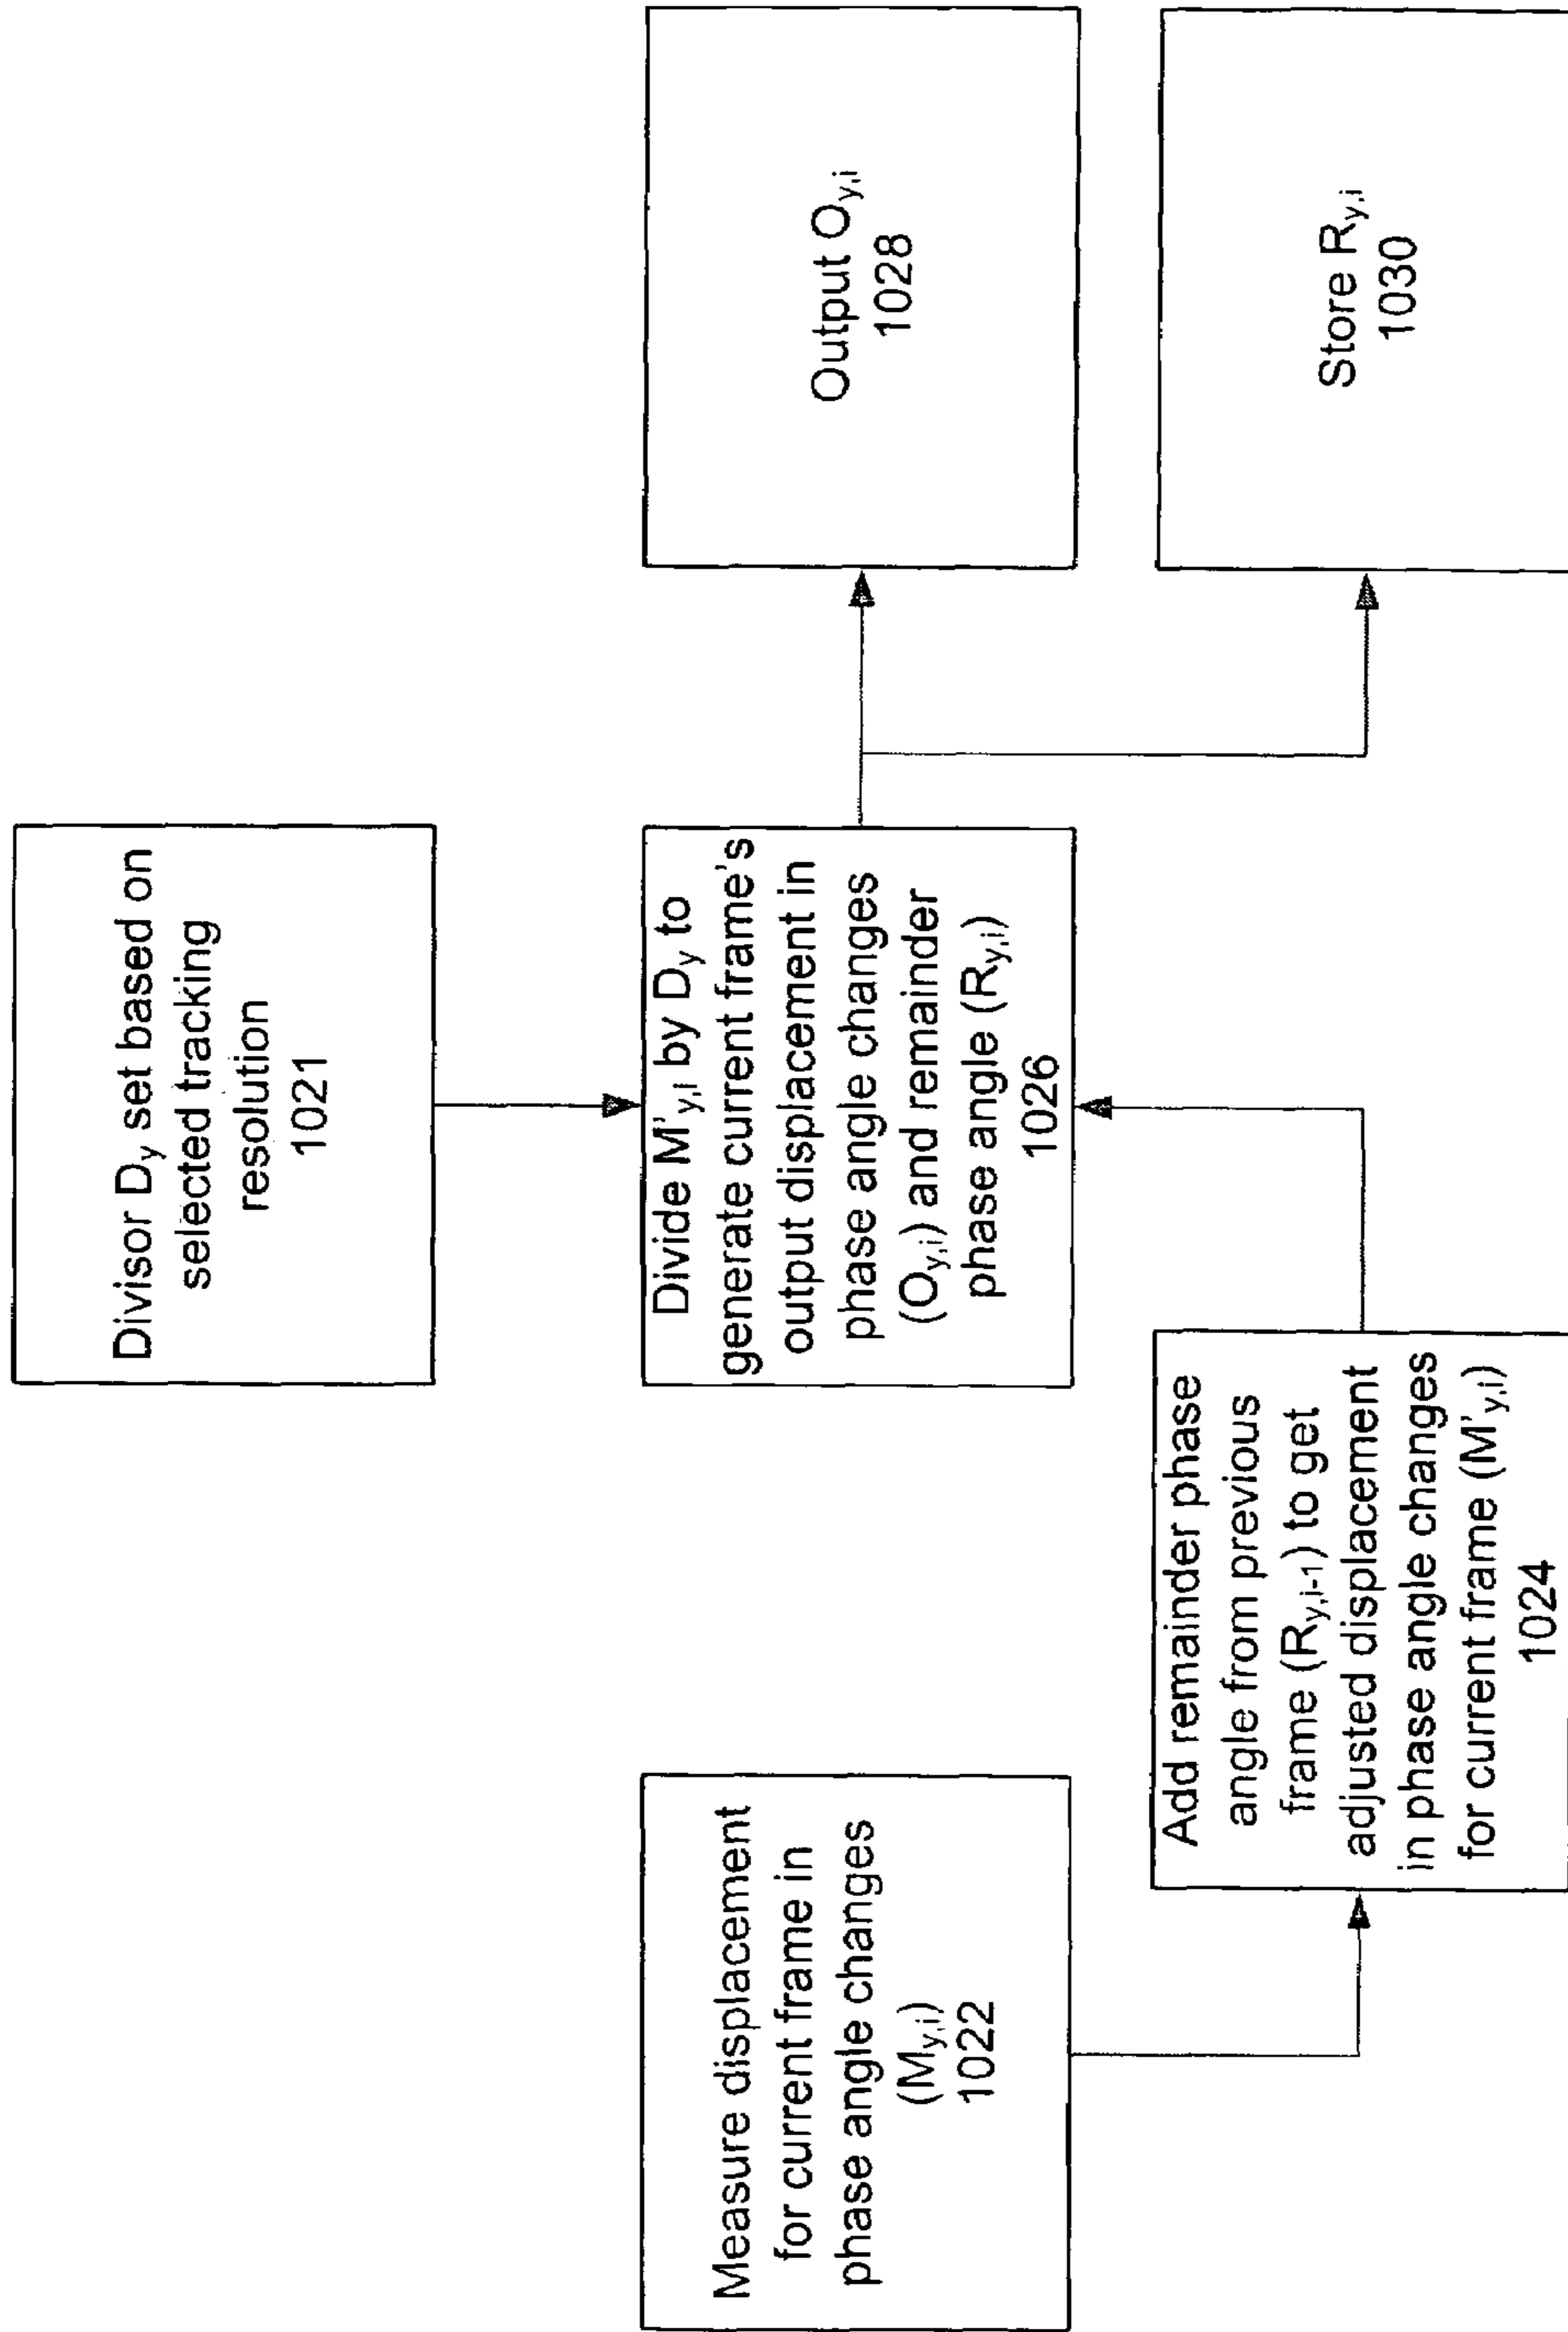 Divisor D_y set based on
selected tracking
resolution
1021
Measure displacement
for current frame in
phase angle changes
(M_y,i)
1022
Add remainder phase
angle from previous
frame (R_y,i-1) to get
adjusted displacement
in phase angle changes
for current frame (M'_y,i)
1024
Divide M'_y,i by D_y to
generate current frame's
output displacement in
phase angle changes
(O_y,i) and remainder
phase angle (R_y,i)
1026
Output O_y,i
1028
Store R_y,i
1030